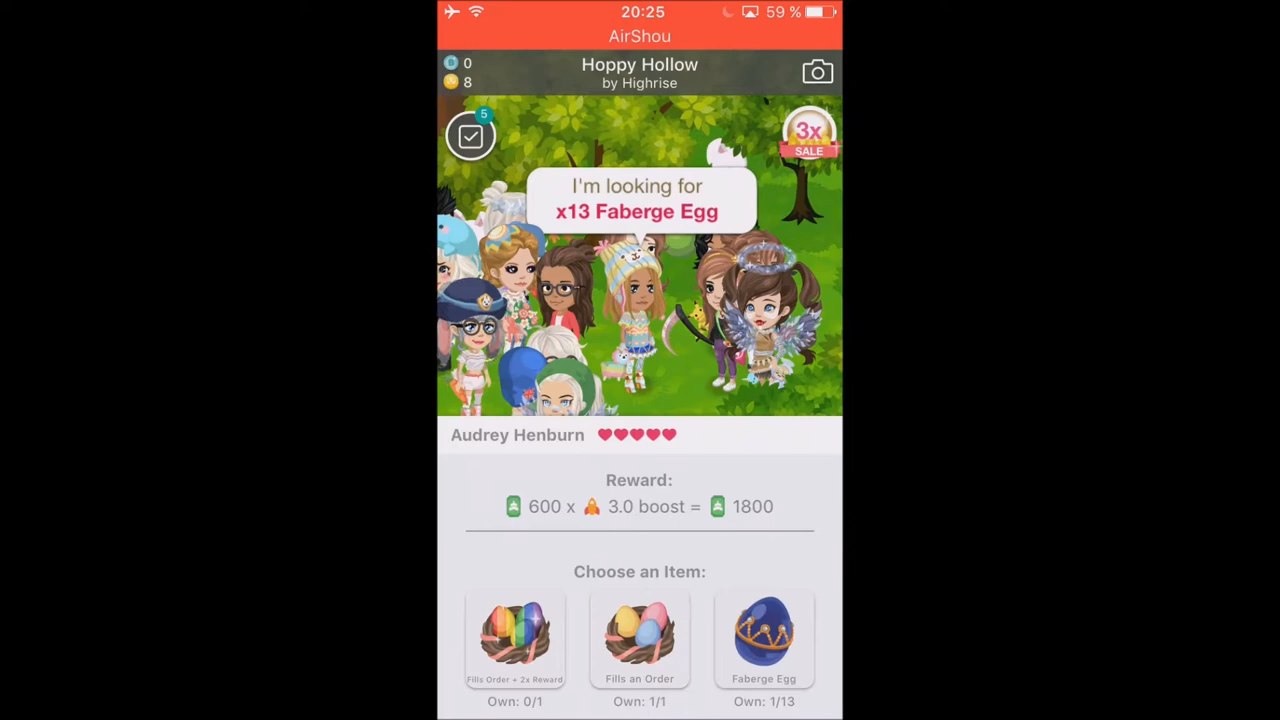 20:25
59 %
AirShou
0
8
Hoppy Hollow
by Highrise
5
3x
SALE
I'm looking for
x13 Faberge Egg
Audrey Henburn
Reward:
600 x 3.0 boost = 1800
Choose an Item:
Fills Order + 2x Reward
Fills an Order
Faberge Egg
Own: 0/1
Own: 1/1
Own: 1/13